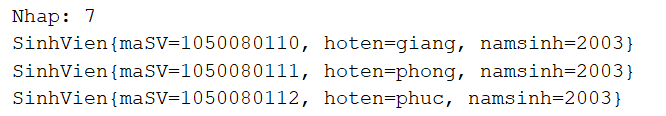 Nhap: 7
SinhVien{maSV=1050080110, hoten=giang, namsinh=2003}
SinhVien{maSV=1050080111, hoten=phong, namsinh=2003}
SinhVien{maSV=1050080112, hoten=phuc, namsinh=2003}